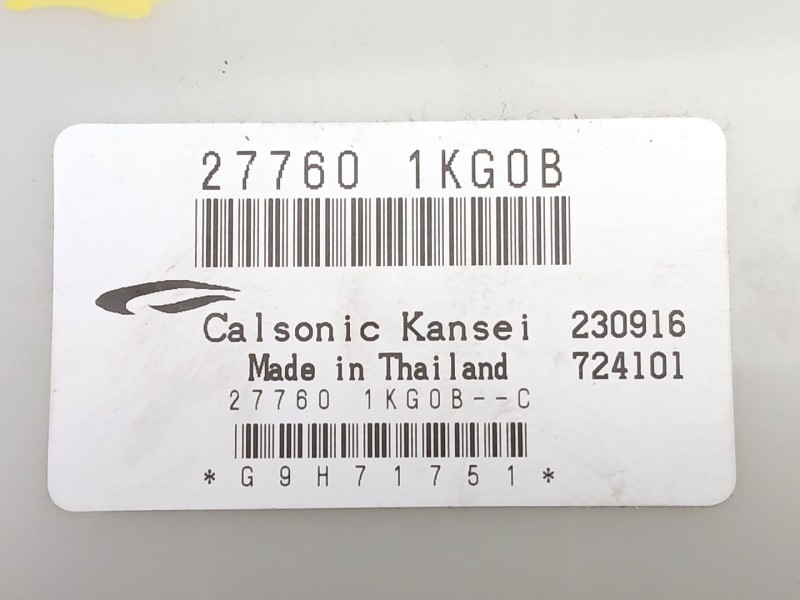 27760 1KG0B
Calsonic Kansei 230916
Made in Thailand 724101
27760 1KG0B--C
*G9H71751*